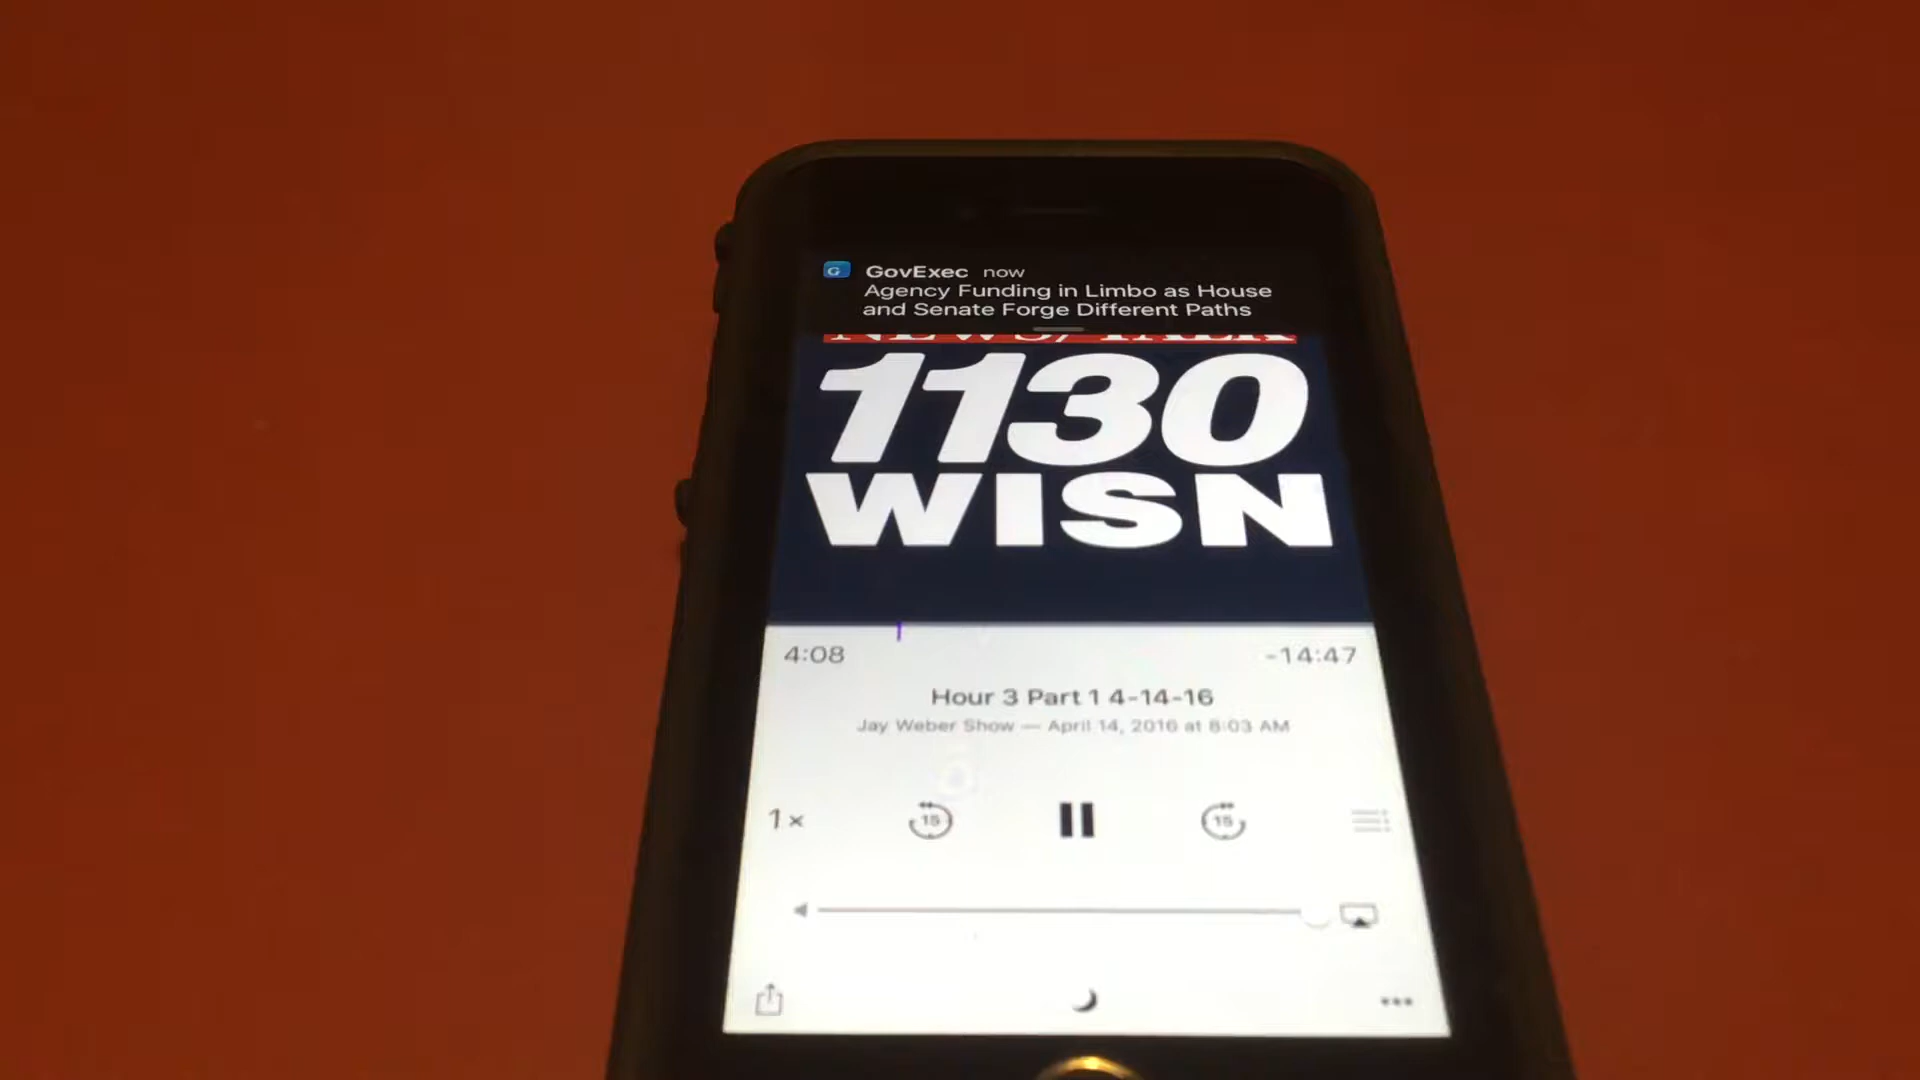 G
GovExec now
Agency Funding in Limbo as House
and Senate Forge Different Paths
NEWS/TALK
1130
WISN
4:08
-14:47
Hour 3 Part 1 4-14-16
Jay Weber Show — April 14, 2016 at 8:03 AM
1×
15
15